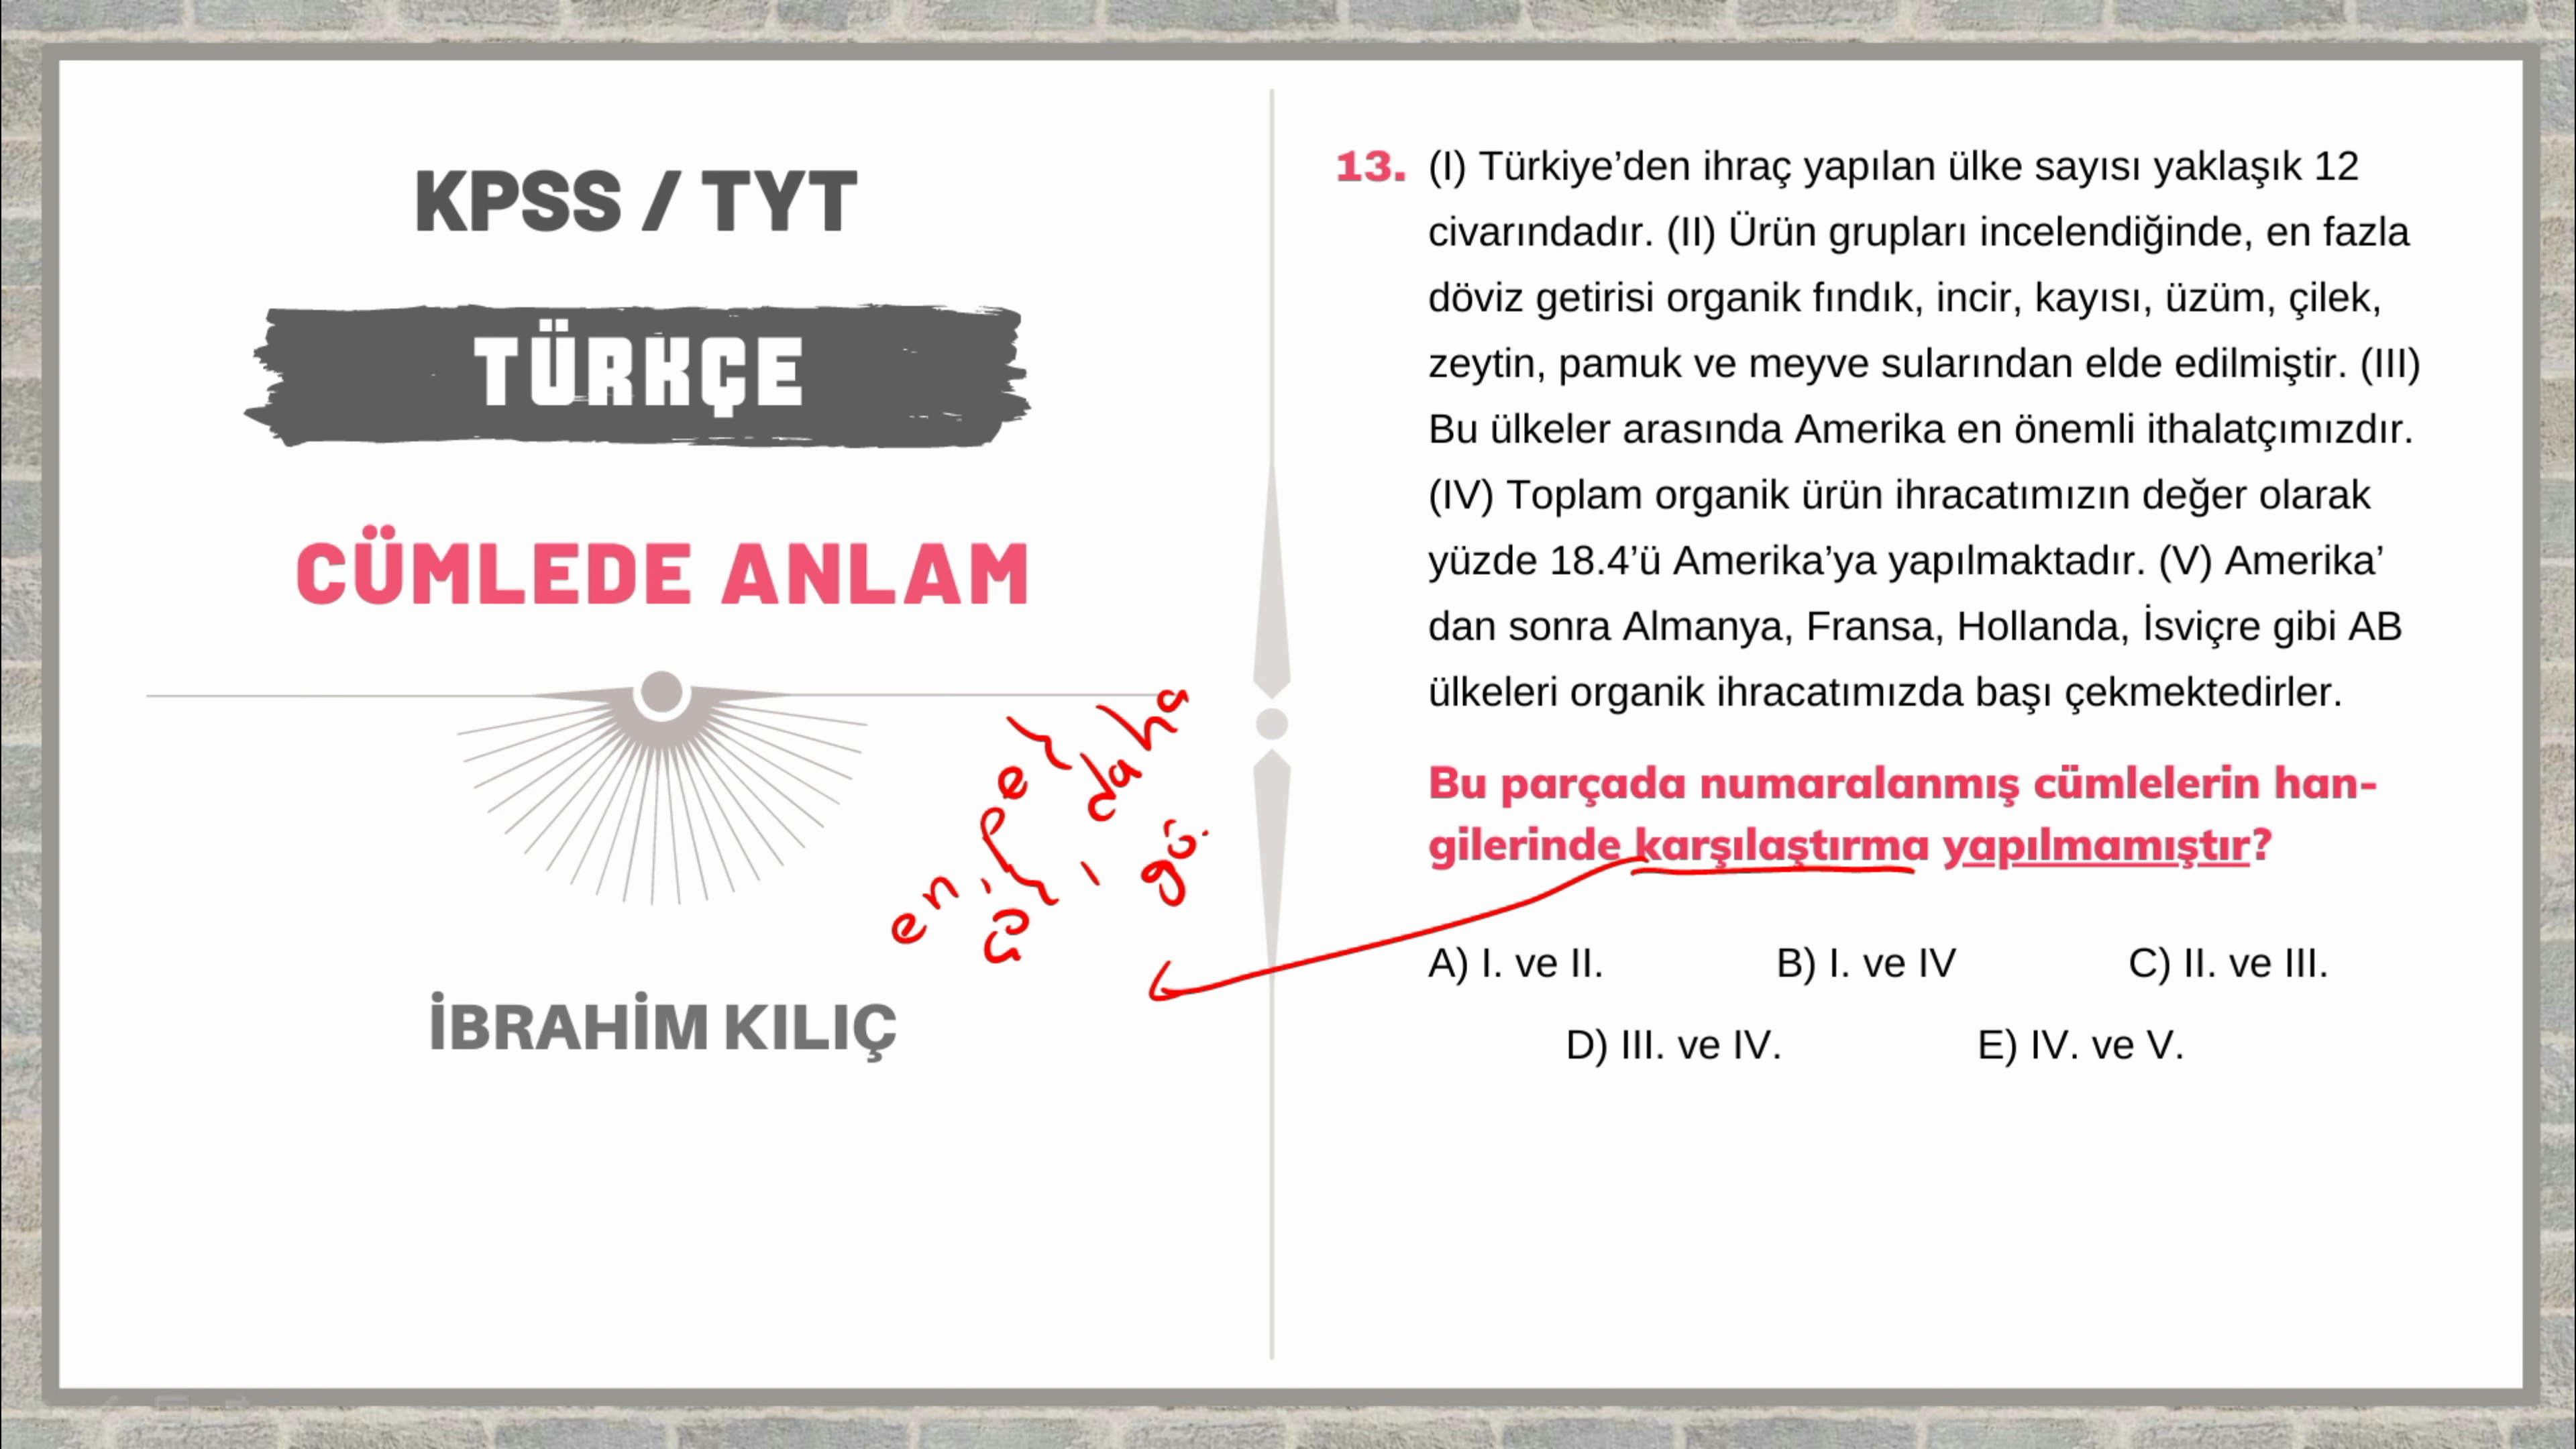 KPSS / TYT
TÜRKÇE
CÜMLEDE ANLAM
İBRAHİM KILIÇ
13. (I) Türkiye’den ihraç yapılan ülke sayısı yaklaşık 12
civarındadır. (II) Ürün grupları incelendiğinde, en fazla
döviz getirisi organik fındık, incir, kayısı, üzüm, çilek,
zeytin, pamuk ve meyve sularından elde edilmiştir. (III)
Bu ülkeler arasında Amerika en önemli ithalatçımızdır.
(IV) Toplam organik ürün ihracatımızın değer olarak
yüzde 18.4’ü Amerika’ya yapılmaktadır. (V) Amerika’
dan sonra Almanya, Fransa, Hollanda, İsviçre gibi AB
ülkeleri organik ihracatımızda başı çekmektedirler.
Bu parçada numaralanmış cümlelerin han-
gilerinde karşılaştırma yapılmamıştır?
A) I. ve II. B) I. ve IV C) II. ve III.
D) III. ve IV. E) IV. ve V.
en, pek daha